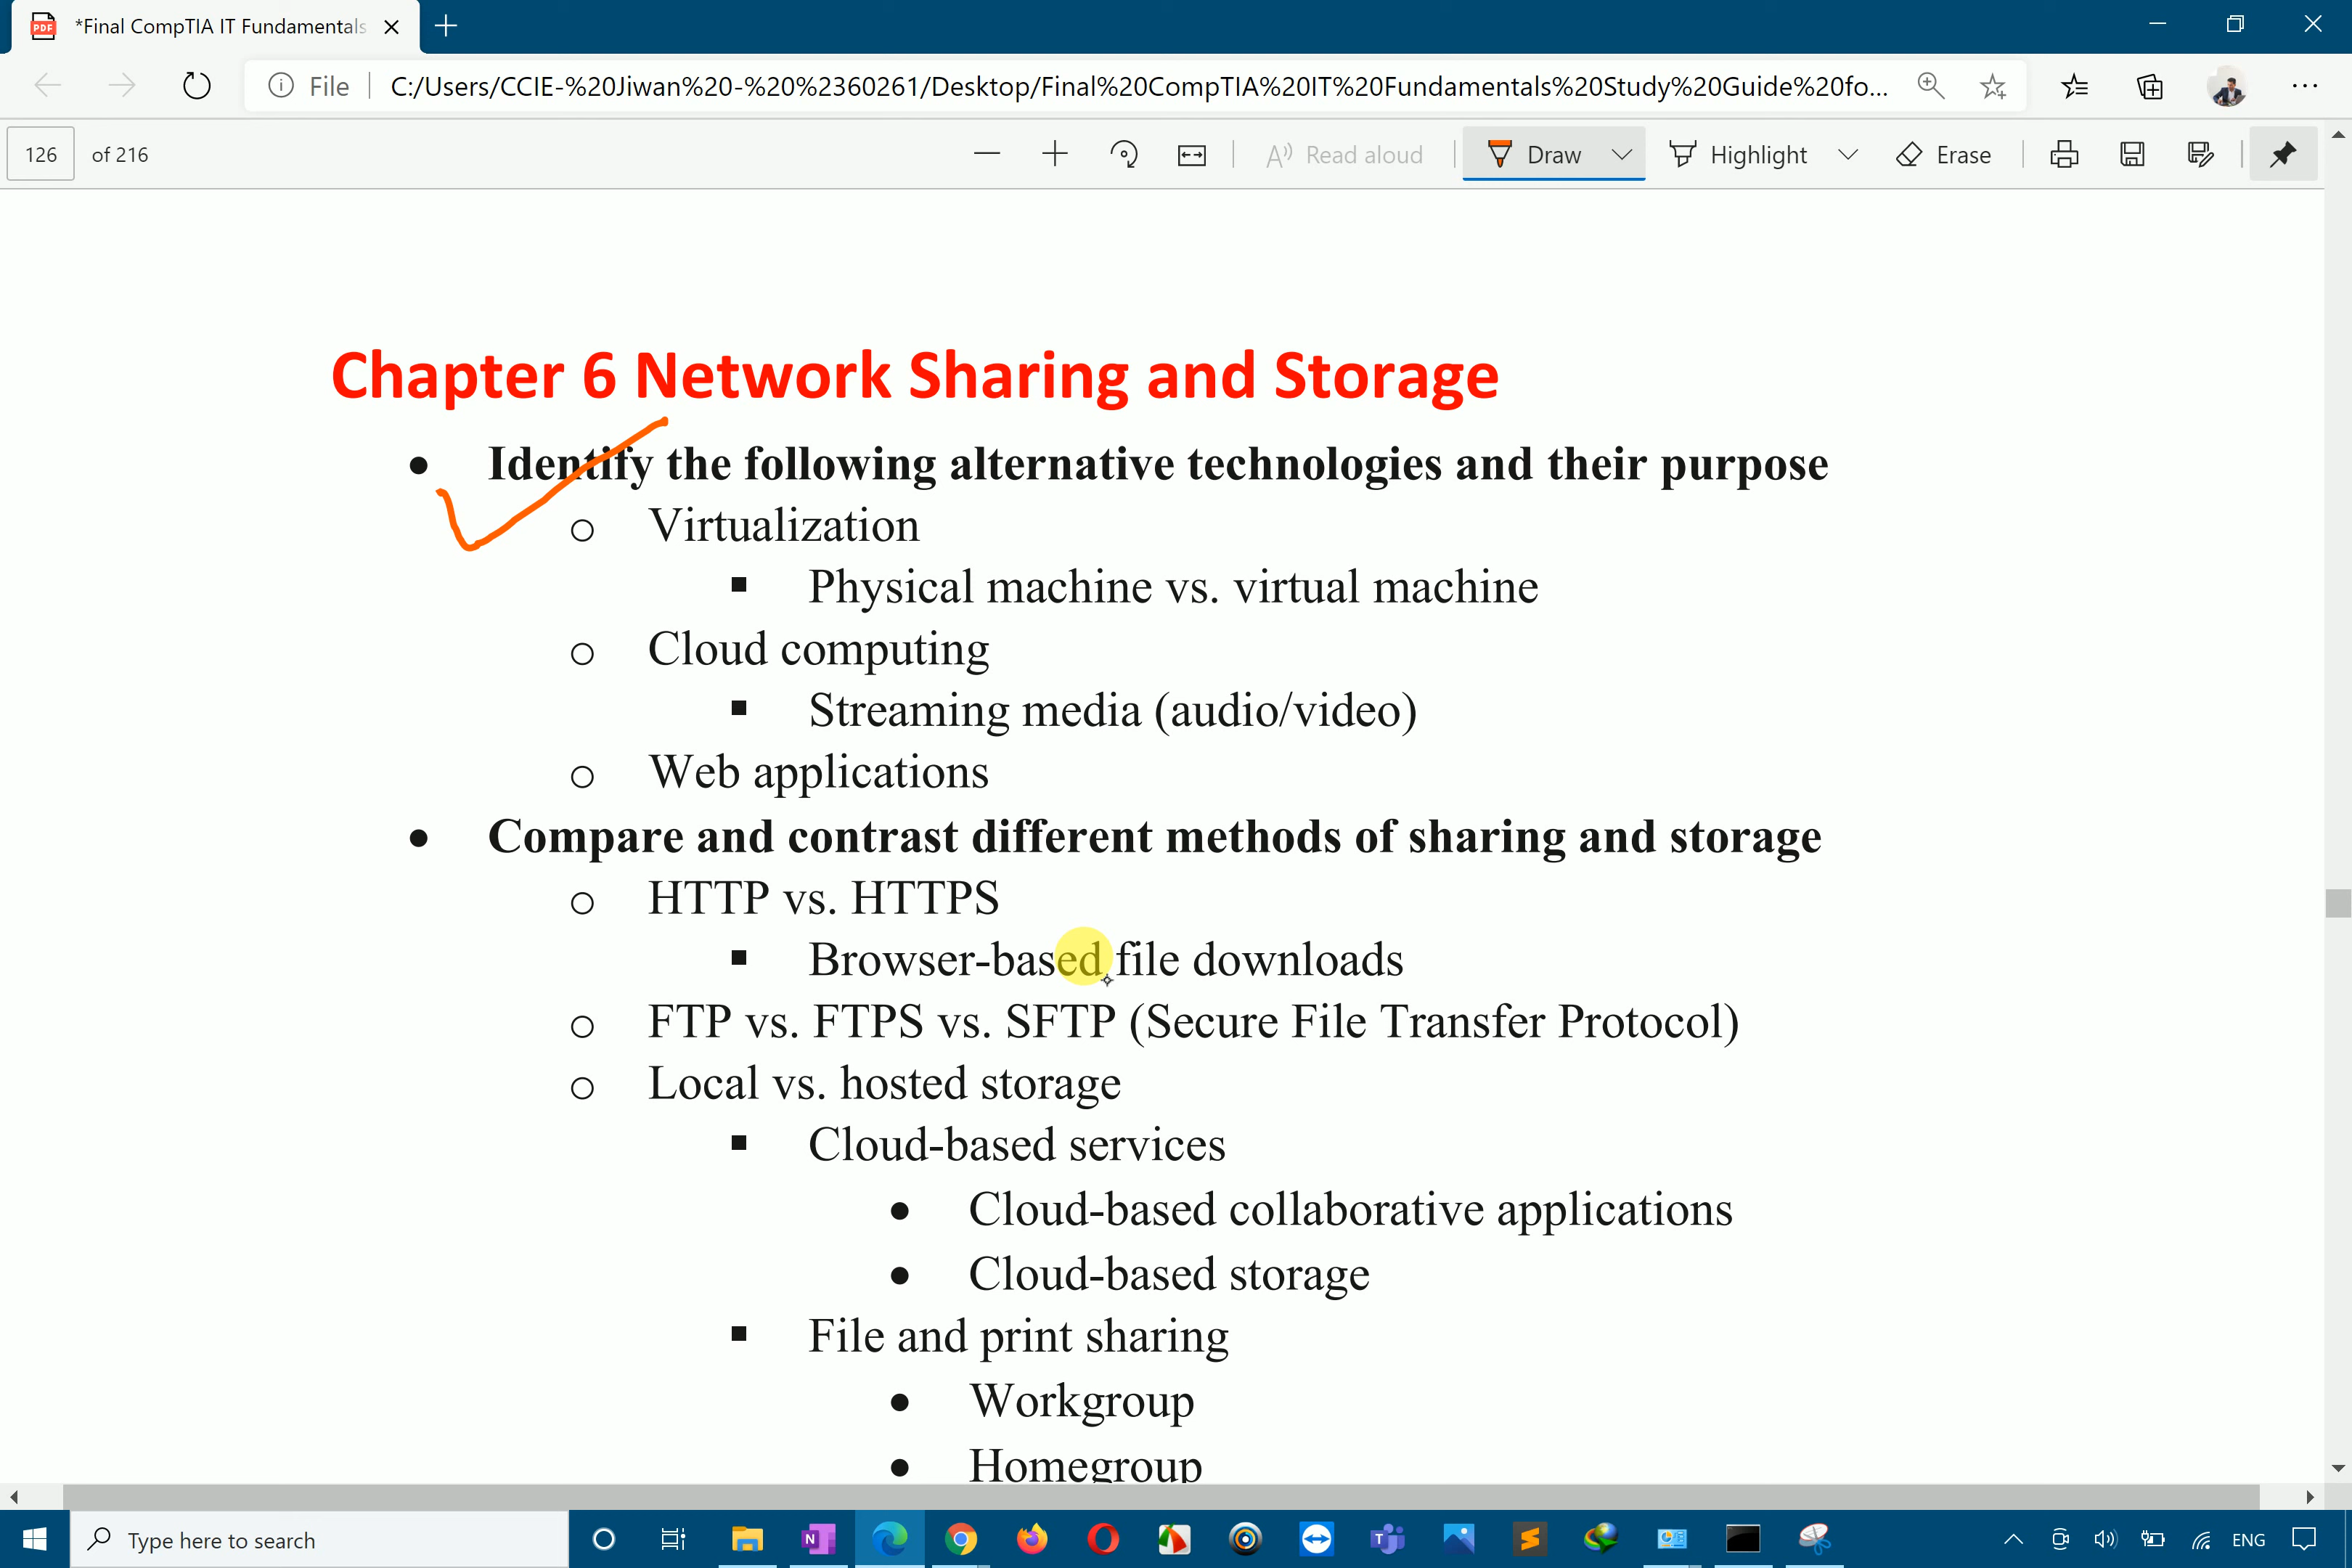 *Final CompTIA IT Fundamentals
File
C:/Users/CCIE-%20Jiwan%20-%20%2360261/Desktop/Final%20CompTIA%20IT%20Fundamentals%20Study%20Guide%20fo...
126 of 216
Read aloud
Draw
Highlight
Erase
Chapter 6 Network Sharing and Storage
• Identify the following alternative technologies and their purpose
o Virtualization
▪ Physical machine vs. virtual machine
o Cloud computing
▪ Streaming media (audio/video)
o Web applications
• Compare and contrast different methods of sharing and storage
o HTTP vs. HTTPS
▪ Browser-based file downloads
o FTP vs. FTPS vs. SFTP (Secure File Transfer Protocol)
o Local vs. hosted storage
▪ Cloud-based services
• Cloud-based collaborative applications
• Cloud-based storage
▪ File and print sharing
• Workgroup
• Homegroup
Type here to search
ENG